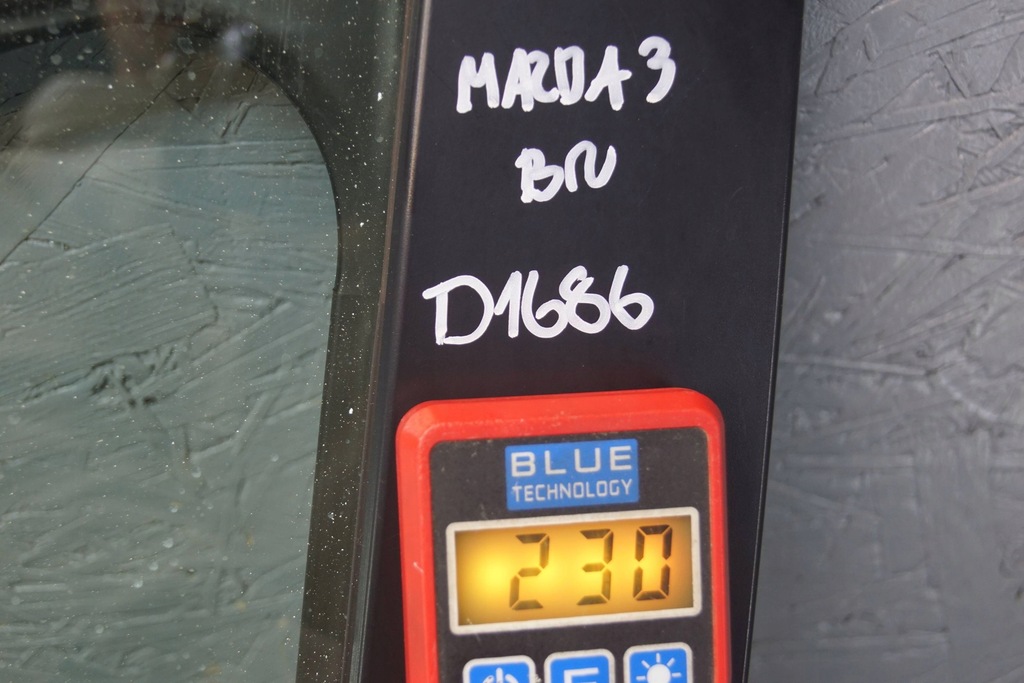 MAZDA 3
BN
D1686
BLUE
TECHNOLOGY
230